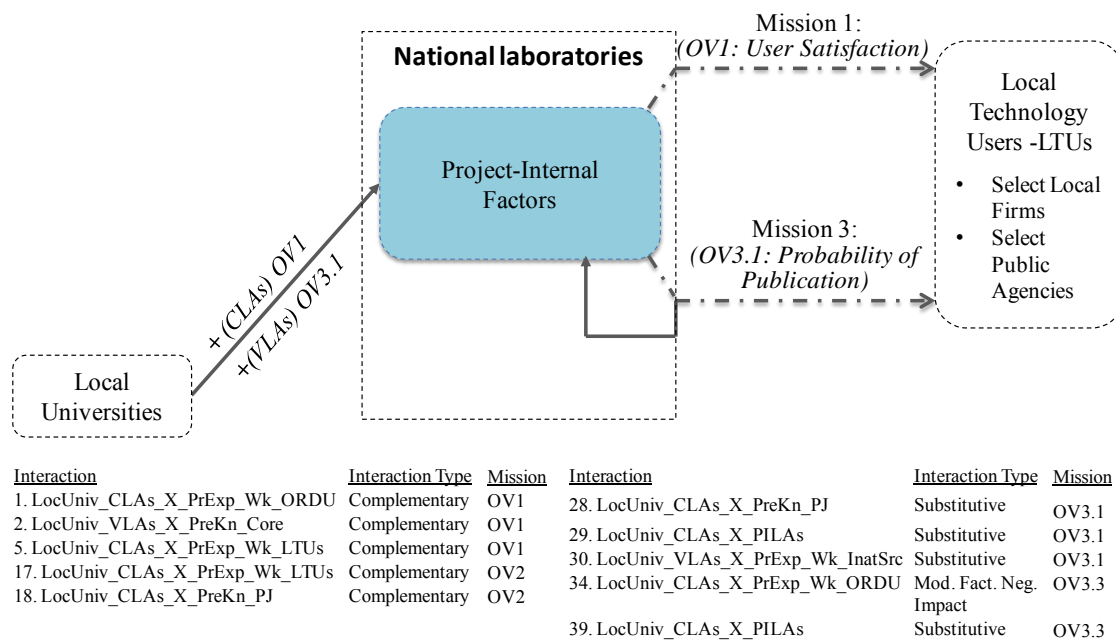 National laboratories
Project-Internal
Factors
Mission 1:
(OV1: User Satisfaction)
Mission 3:
(OV3.1: Probability of
Publication)
Local
Technology
Users -LTUs
• Select Local
Firms
• Select
Public
Agencies
+ (CLAs) OV1
+(VLAs) OV3.1
Local
Universities
Interaction Interaction Type Mission
1. LocUniv_CLAs_X_PrExp_Wk_ORDU Complementary OV1
2. LocUniv_VLAs_X_PreKn_Core Complementary OV1
5. LocUniv_CLAs_X_PrExp_Wk_LTUs Complementary OV1
17. LocUniv_CLAs_X_PrExp_Wk_LTUs Complementary OV2
18. LocUniv_CLAs_X_PreKn_PJ Complementary OV2
Interaction Interaction Type Mission
28. LocUniv_CLAs_X_PreKn_PJ Substitutive OV3.1
29. LocUniv_CLAs_X_PILAs Substitutive OV3.1
30. LocUniv_VLAs_X_PrExp_Wk_InatSrc Substitutive OV3.1
34. LocUniv_CLAs_X_PrExp_Wk_ORDU Mod. Fact. Neg. OV3.3
Impact
39. LocUniv_CLAs_X_PILAs Substitutive OV3.3